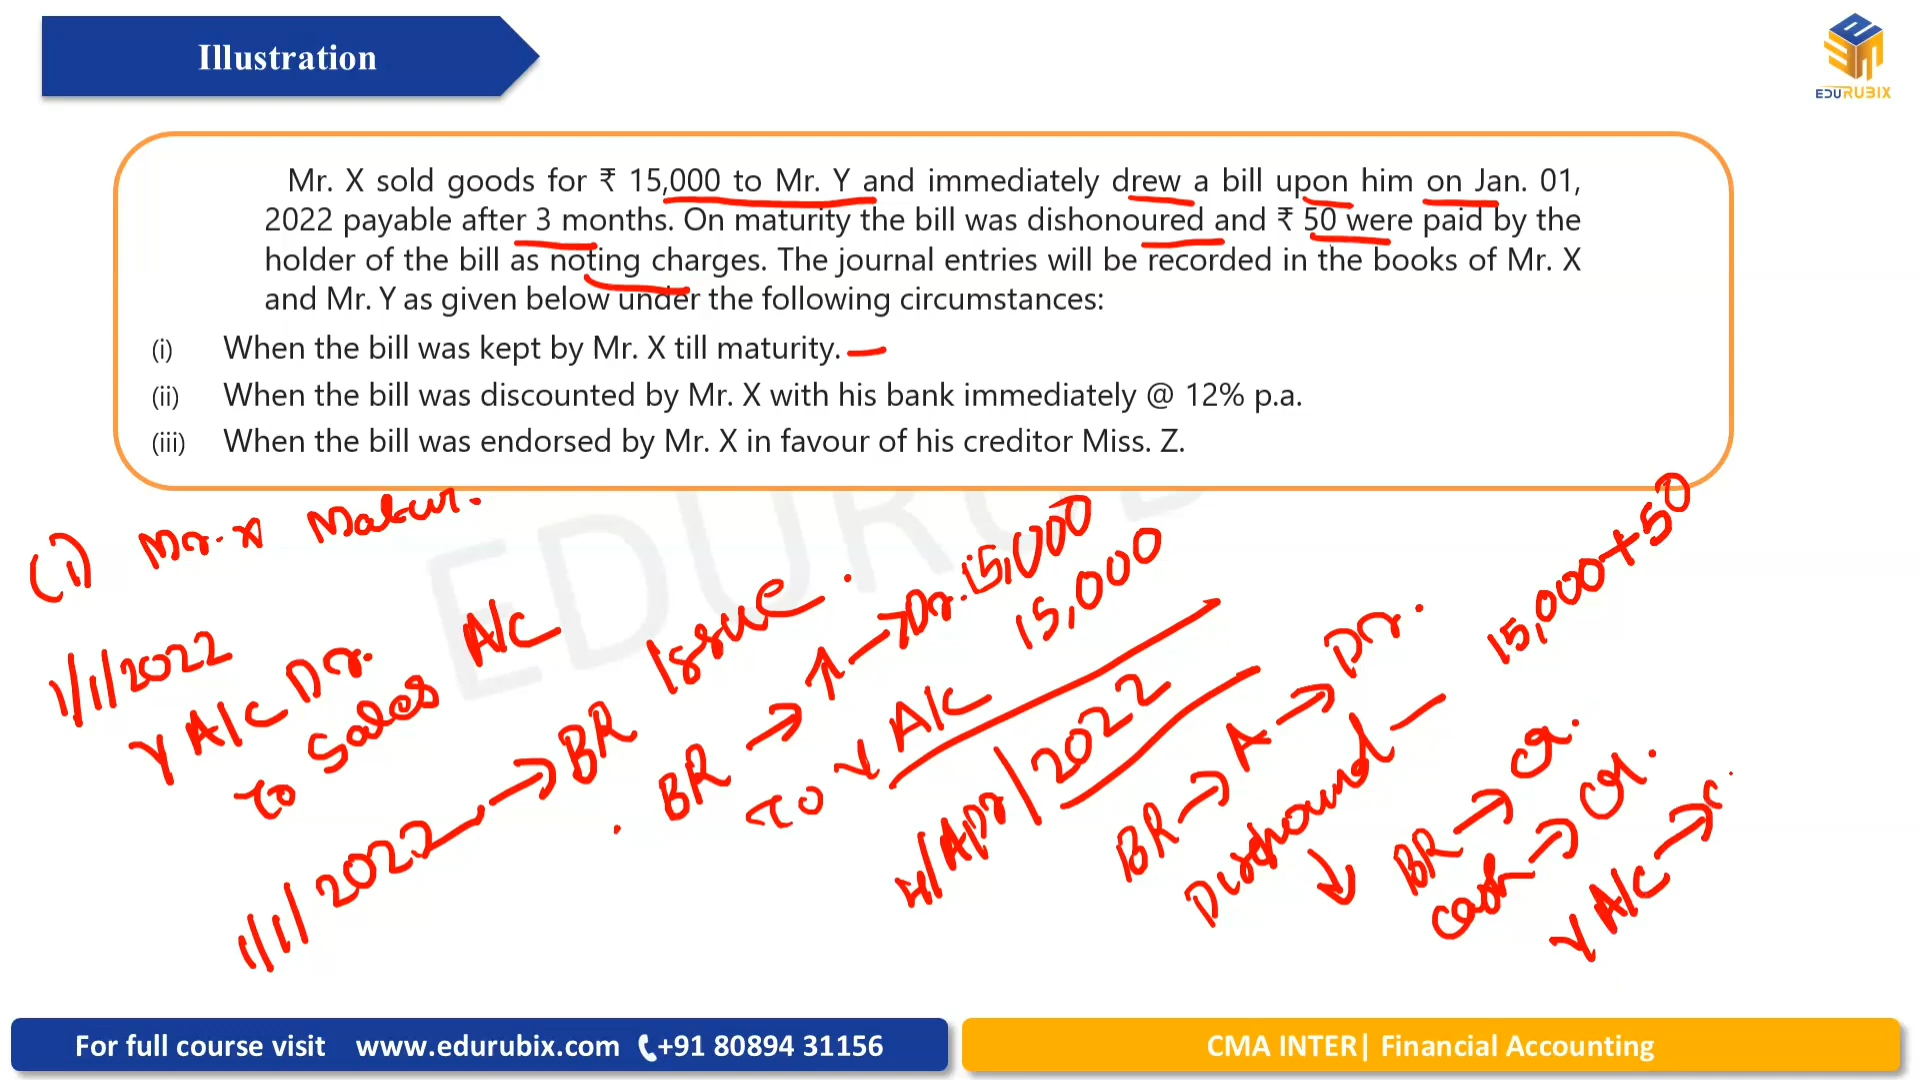 Illustration
EDURUBIX
Mr. X sold goods for ₹ 15,000 to Mr. Y and immediately drew a bill upon him on Jan. 01,
2022 payable after 3 months. On maturity the bill was dishonoured and ₹ 50 were paid by the
holder of the bill as noting charges. The journal entries will be recorded in the books of Mr. X
and Mr. Y as given below under the following circumstances:
(i) When the bill was kept by Mr. X till maturity.
(ii) When the bill was discounted by Mr. X with his bank immediately @ 12% p.a.
(iii) When the bill was endorsed by Mr. X in favour of his creditor Miss. Z.
(i) Mr. X Matur.
1/1/2022
Y A/C Dr.
To Sales A/C
1/1/2022 → BR Issue
BR → ↑ → Dr. 15,000
To Y A/C 15,000
4/Apr/2022
BR → A → Dr.
Dishound — 15,000+50
BR → Cr.
Cash → Cr.
Y A/C →
For full course visit www.edurubix.com +91 80894 31156
CMA INTER| Financial Accounting